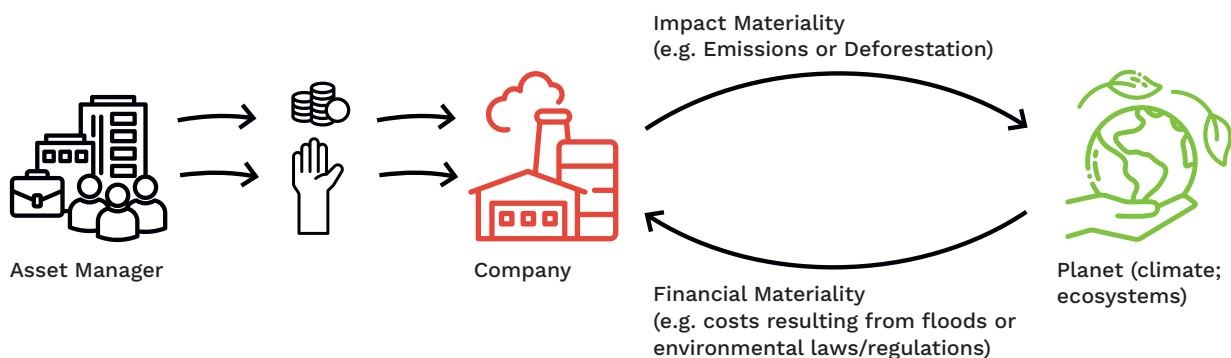 Impact Materiality
(e.g. Emissions or Deforestation)
Asset Manager
Company
Planet (climate;
ecosystems)
Financial Materiality
(e.g. costs resulting from floods or
environmental laws/regulations)